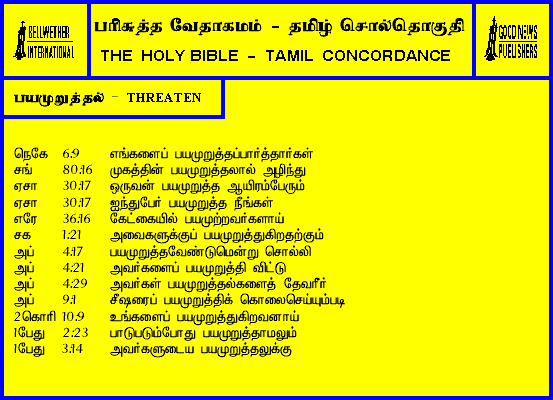 BELLWETHER
INTERNATIONAL
பரிசுத்த வேதாகமம் - தமிழ் சொல்தொகுதி
THE HOLY BIBLE - TAMIL CONCORDANCE
GOOD NEWS
PUBLISHERS
பயமுறுத்தல் - THREATEN
நெகே 6:9 எங்களைப் பயமுறுத்தப்பார்த்தார்கள்
சங் 80:16 முகத்தின் பயமுறுத்தலால் அழிந்து
ஏசா 30:17 ஒருவன் பயமுறுத்த ஆயிரம்பேரும்
ஏசா 30:17 ஐந்துபேர் பயமுறுத்த நீங்கள்
எரே 36:16 கேட்கையில் பயமுற்றவர்களாய்
சக 1:21 அவைகளுக்குப் பயமுறுத்துகிறதற்கும்
அப் 4:17 பயமுறுத்தவேண்டுமென்று சொல்லி
அப் 4:21 அவர்களைப் பயமுறுத்தி விட்டு
அப் 4:29 அவர்கள் பயமுறுத்தல்களைத் தேவரீர்
அப் 9:1 சீஷரைப் பயமுறுத்திக் கொலைசெய்யும்படி
2கொரி 10:9 உங்களைப் பயமுறுத்துகிறவனாய்
1பேது 2:23 பாடுபடும்போது பயமுறுத்தாமலும்
1பேது 3:14 அவர்களுடைய பயமுறுத்தலுக்கு